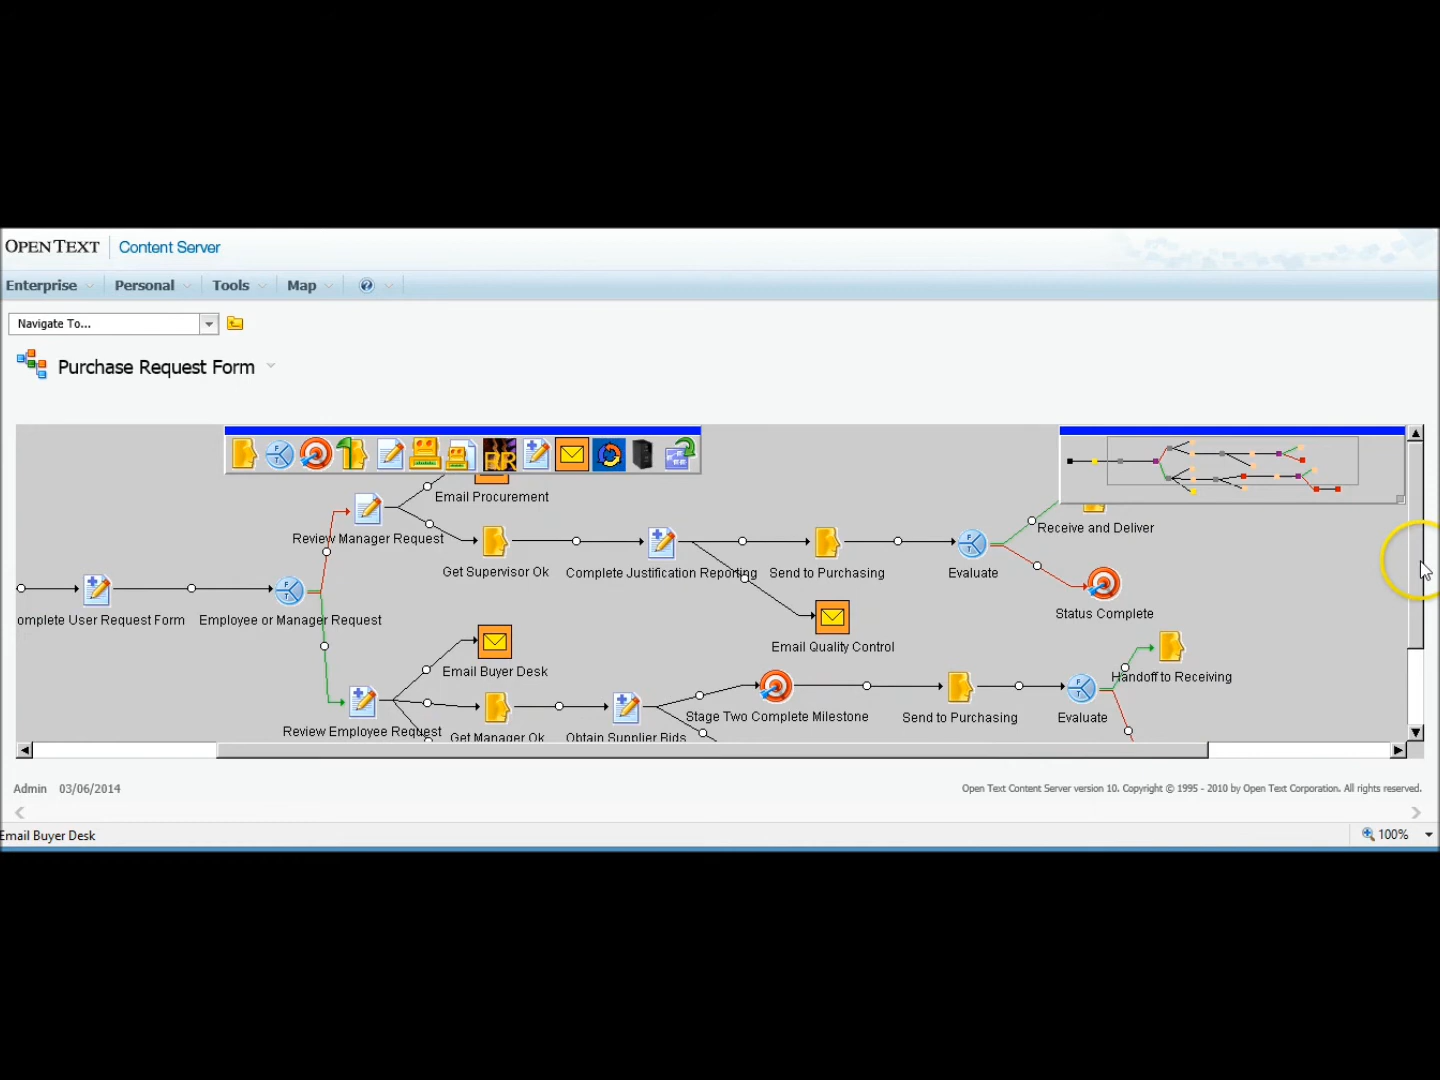 OPEN TEXT Content Server
Enterprise Personal Tools Map
Navigate To...
Purchase Request Form
Email Procurement
Receive and Deliver
Review Manager Request
Get Supervisor Ok
Complete Justification Reporting
Send to Purchasing
Evaluate
Status Complete
omplete User Request Form
Employee or Manager Request
Email Quality Control
Email Buyer Desk
Handoff to Receiving
Stage Two Complete Milestone
Send to Purchasing
Evaluate
Review Employee Request
Get Manager Ok
Obtain Supplier Bids
Admin 03/06/2014
Open Text Content Server version 10. Copyright © 1995 - 2010 by Open Text Corporation. All rights reserved.
Email Buyer Desk
100%